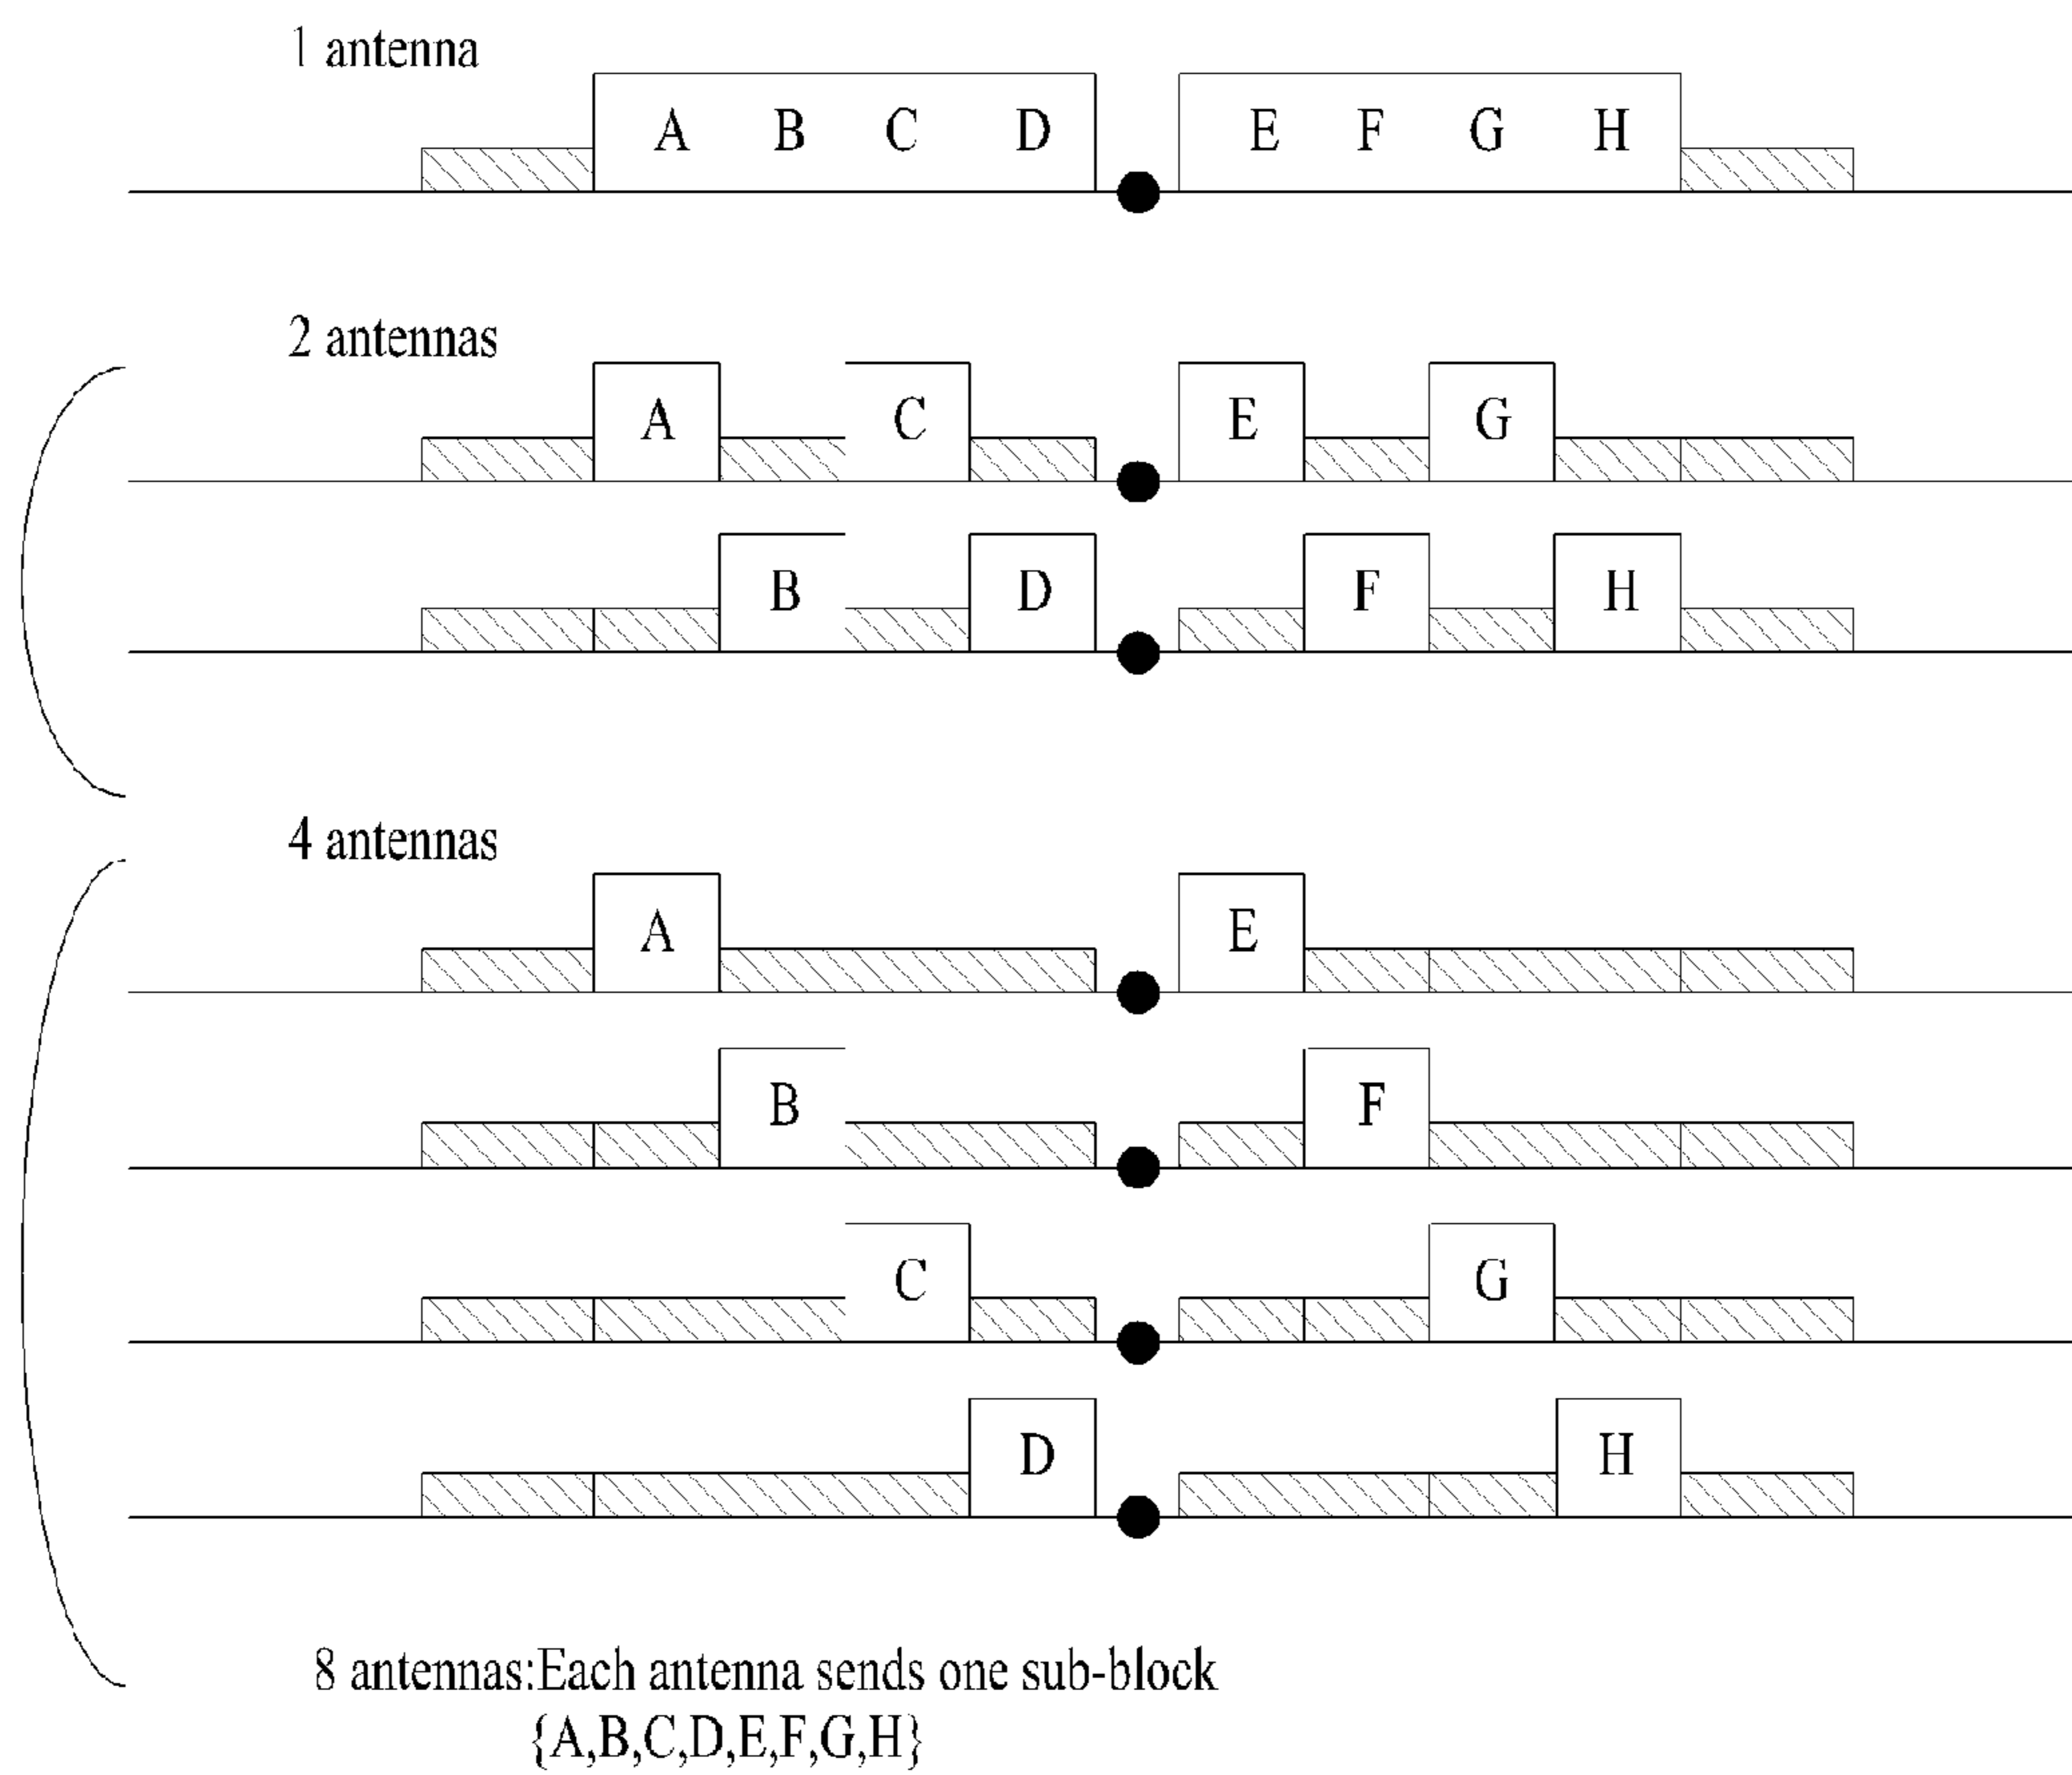 1 antenna
A B C D E F G H
2 antennas
A C E G
B D F H
4 antennas
A E
B F
C G
D H
8 antennas:Each antenna sends one sub-block
{A,B,C,D,E,F,G,H}